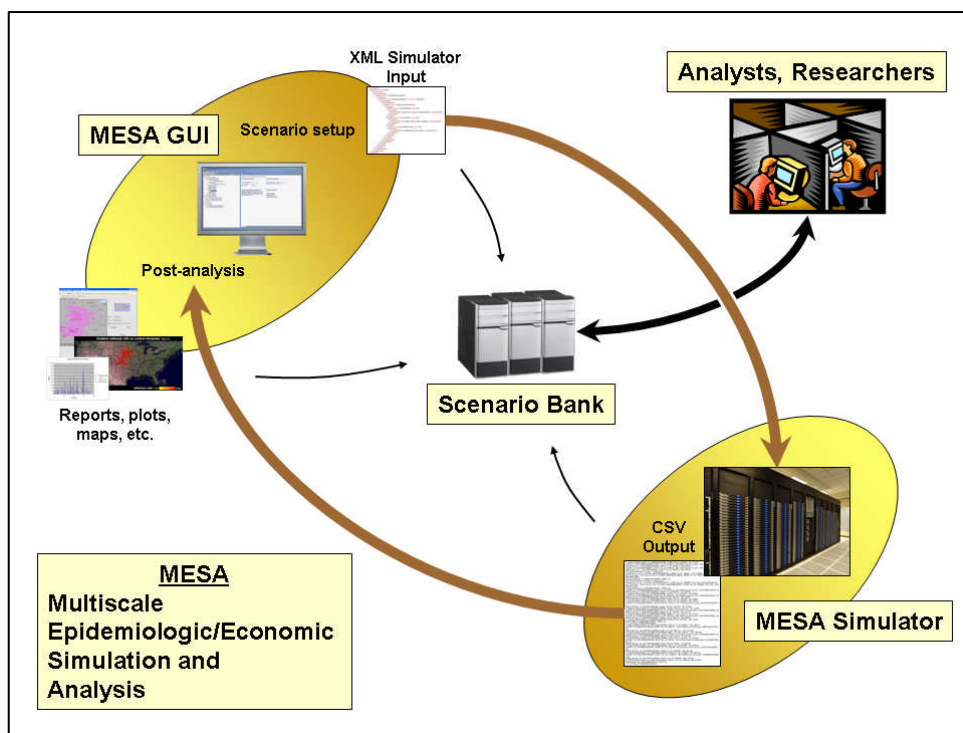 XML Simulator
Input
Analysts, Researchers
MESA GUI
Scenario setup
Post-analysis
Reports, plots,
maps, etc.
Scenario Bank
CSV
Output
MESA Simulator
MESA
Multiscale
Epidemiologic/Economic
Simulation and
Analysis